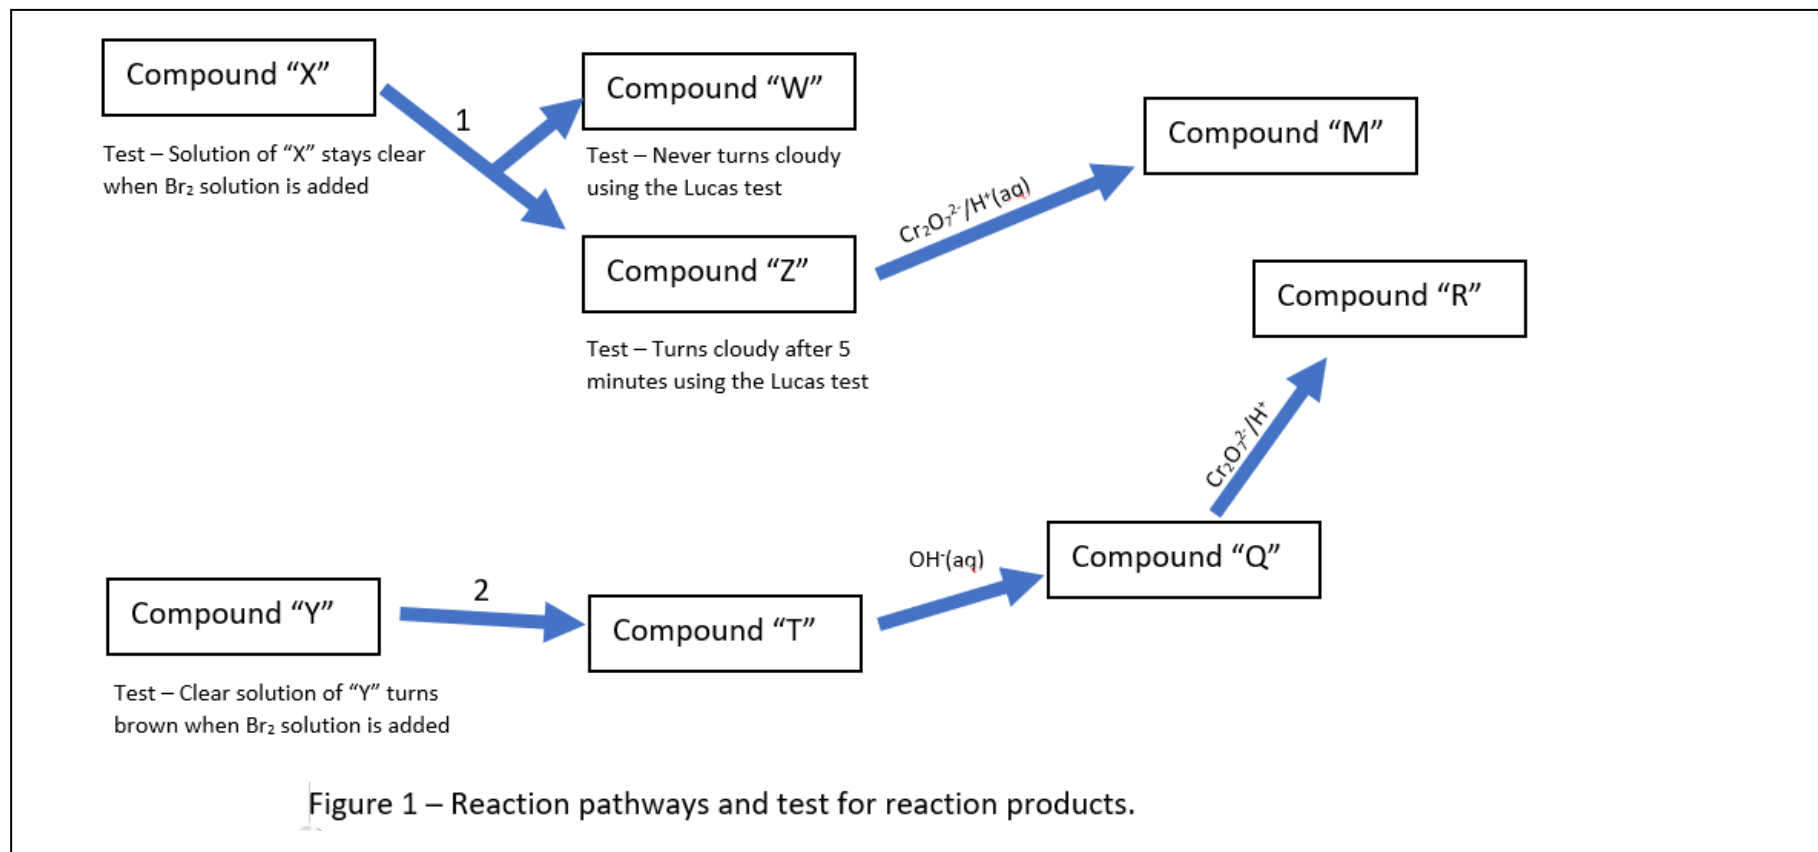 Compound “X”
1
Test – Solution of “X” stays clear
when Br₂ solution is added
Compound “W”
Test – Never turns cloudy
using the Lucas test
Compound “Z”
Test – Turns cloudy after 5
minutes using the Lucas test
Cr₂O₇²⁻/H⁺(aq)
Compound “M”
Compound “R”
Cr₂O₇²⁻/H⁺
Compound “Y”
2
Test – Clear solution of “Y” turns
brown when Br₂ solution is added
Compound “T”
OH⁻(aq)
Compound “Q”
Figure 1 – Reaction pathways and test for reaction products.